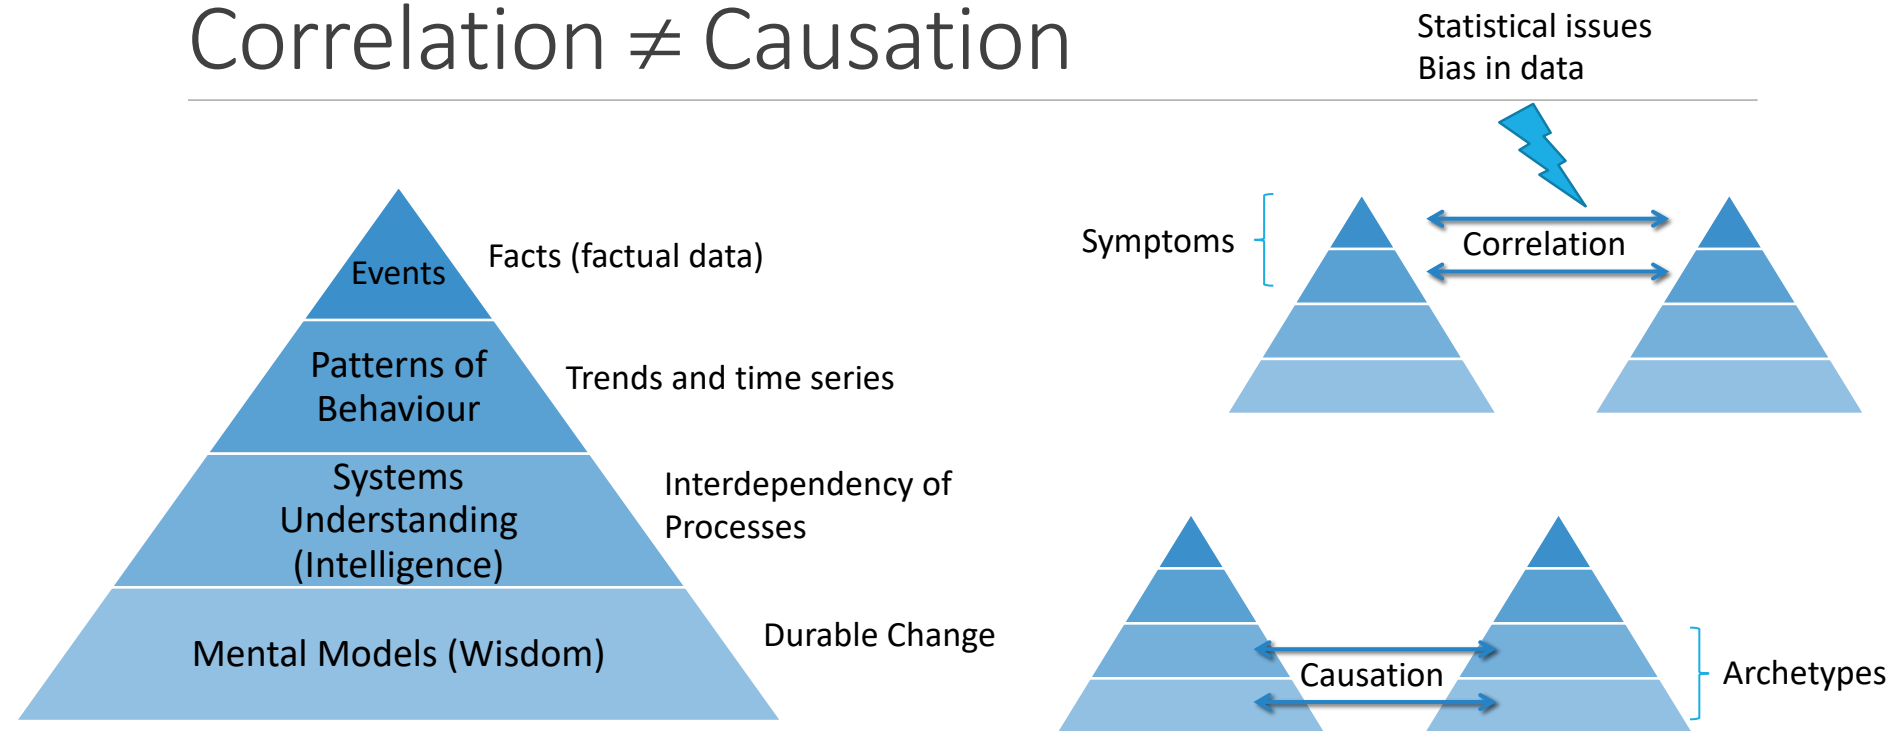 Correlation ≠ Causation
Statistical issues
Bias in data
Events
Facts (factual data)
Patterns of
Behaviour
Trends and time series
Systems
Understanding
(Intelligence)
Interdependency of
Processes
Mental Models (Wisdom)
Durable Change
Symptoms
Correlation
Causation
Archetypes